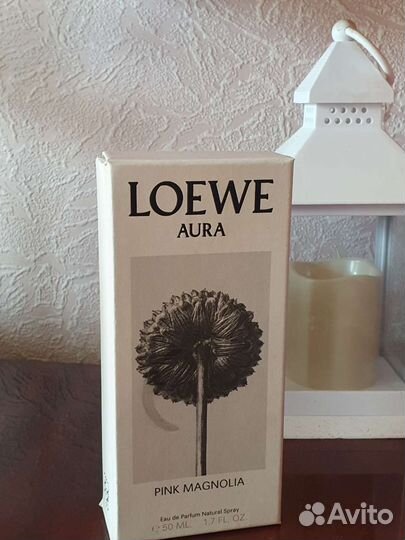 LOEWE
AURA
PINK MAGNOLIA
Eau de Parfum Natural Spray
℮ 50 ML 1.7 FL. OZ.
Avito